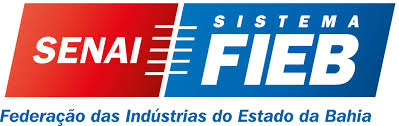 SENAI
SISTEMA
FIEB
Federação das Indústrias do Estado da Bahia